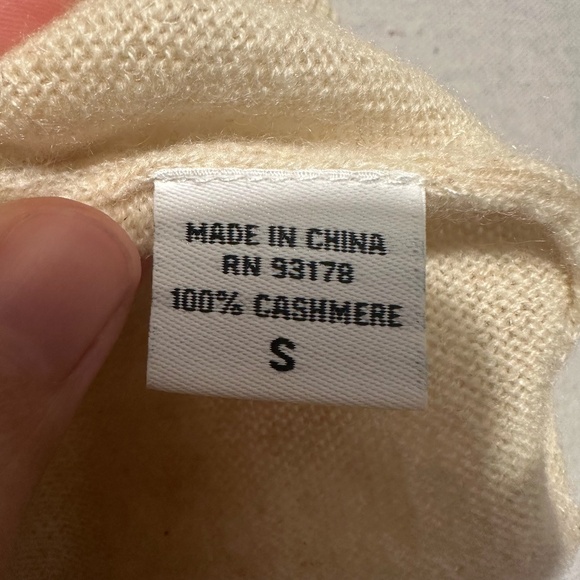 MADE IN CHINA
RN 93178
100% CASHMERE
S